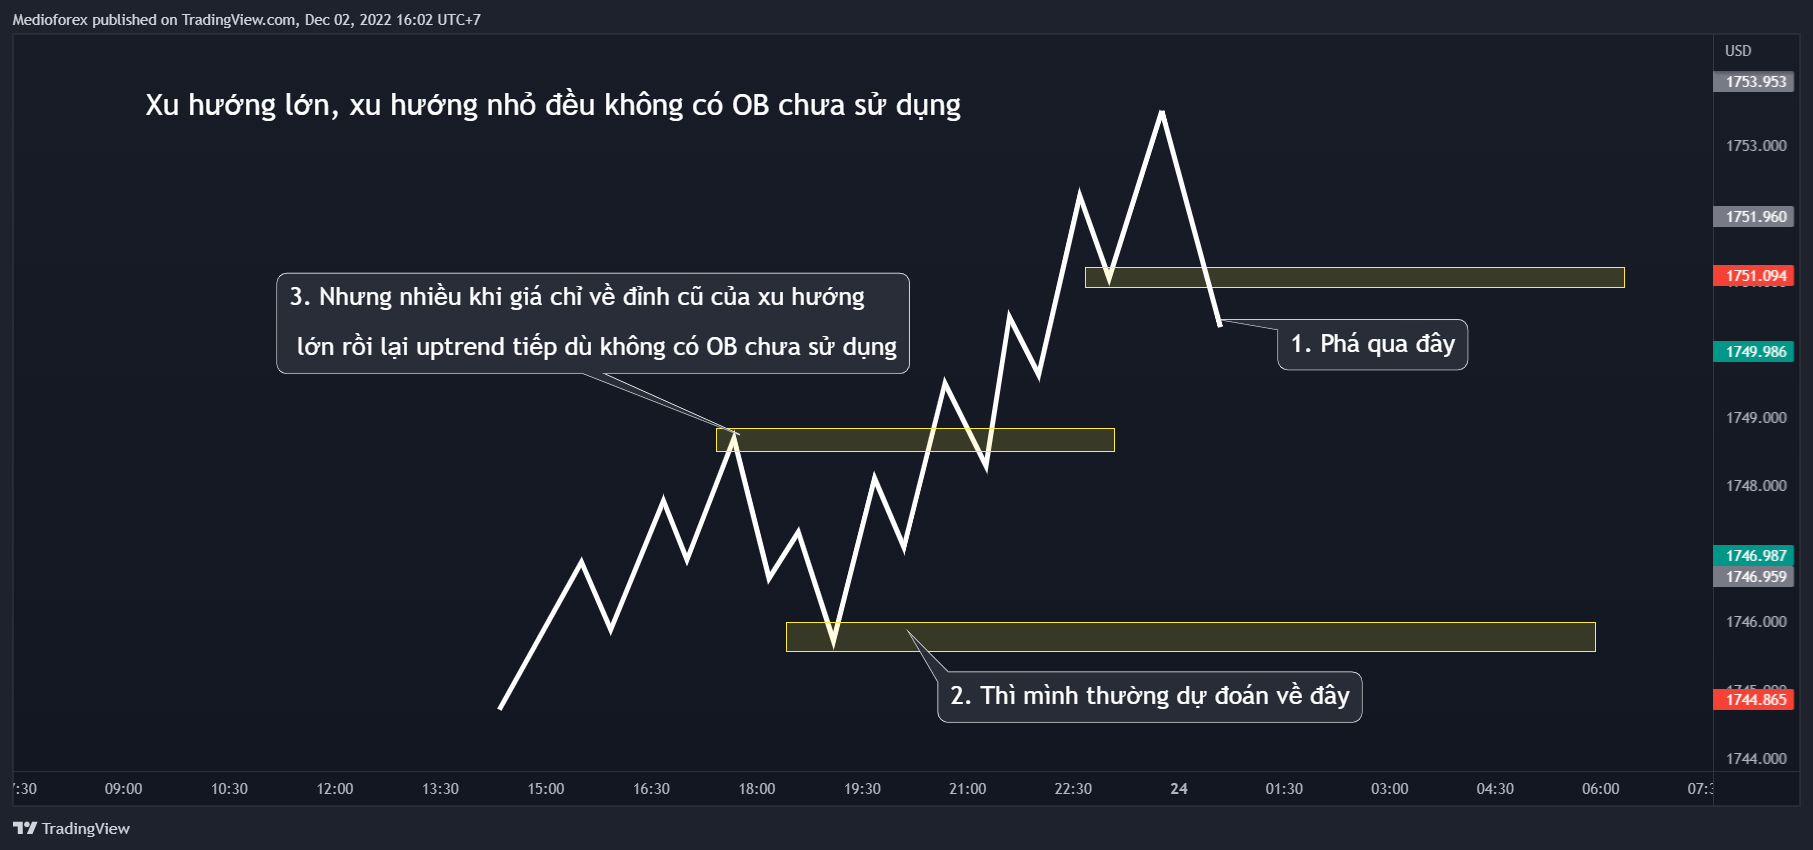 Medioforex published on TradingView.com, Dec 02, 2022 16:02 UTC+7
USD
Xu hướng lớn, xu hướng nhỏ đều không có OB chưa sử dụng
1753.953
1753.000
1751.960
3. Nhưng nhiều khi giá chỉ về đỉnh cũ của xu hướng
lớn rồi lại uptrend tiếp dù không có OB chưa sử dụng
1751.094
1. Phá qua đây
1749.986
1749.000
1748.000
1746.987
1746.959
1746.000
2. Thì mình thường dự đoán về đây
1744.865
1744.000
:30 09:00 10:30 12:00 13:30 15:00 16:30 18:00 19:30 21:00 22:30 24 01:30 03:00 04:30 06:00 07:
TradingView